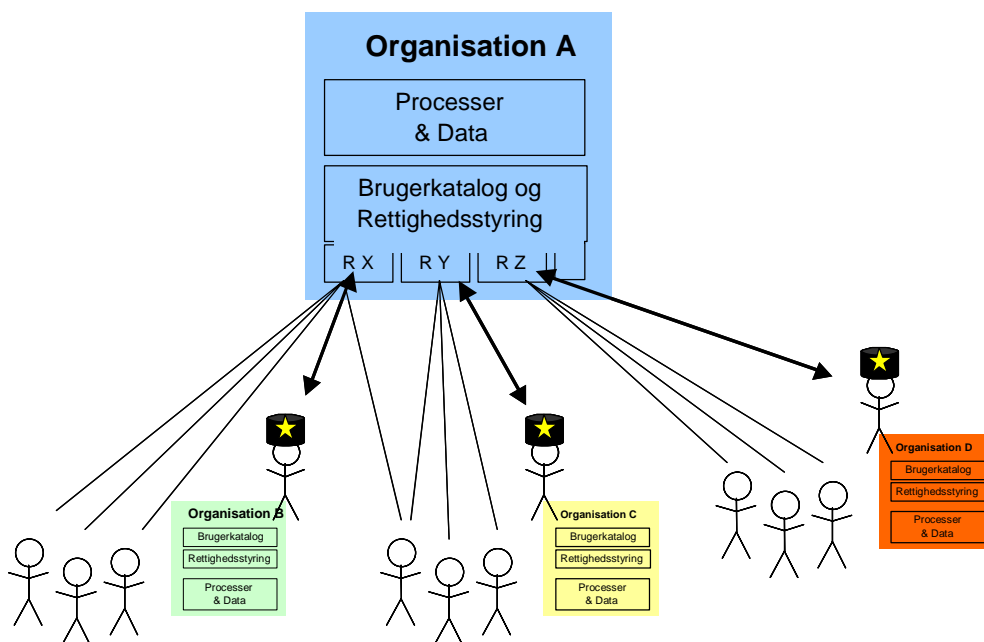 Organisation A
Processer
& Data
Brugerkatalog og
Rettighedsstyring
R X
R Y
R Z
Organisation B
Brugerkatalog
Rettighedsstyring
Processer
& Data
Organisation C
Brugerkatalog
Rettighedsstyring
Processer
& Data
Organisation D
Brugerkatalog
Rettighedsstyring
Processer
& Data